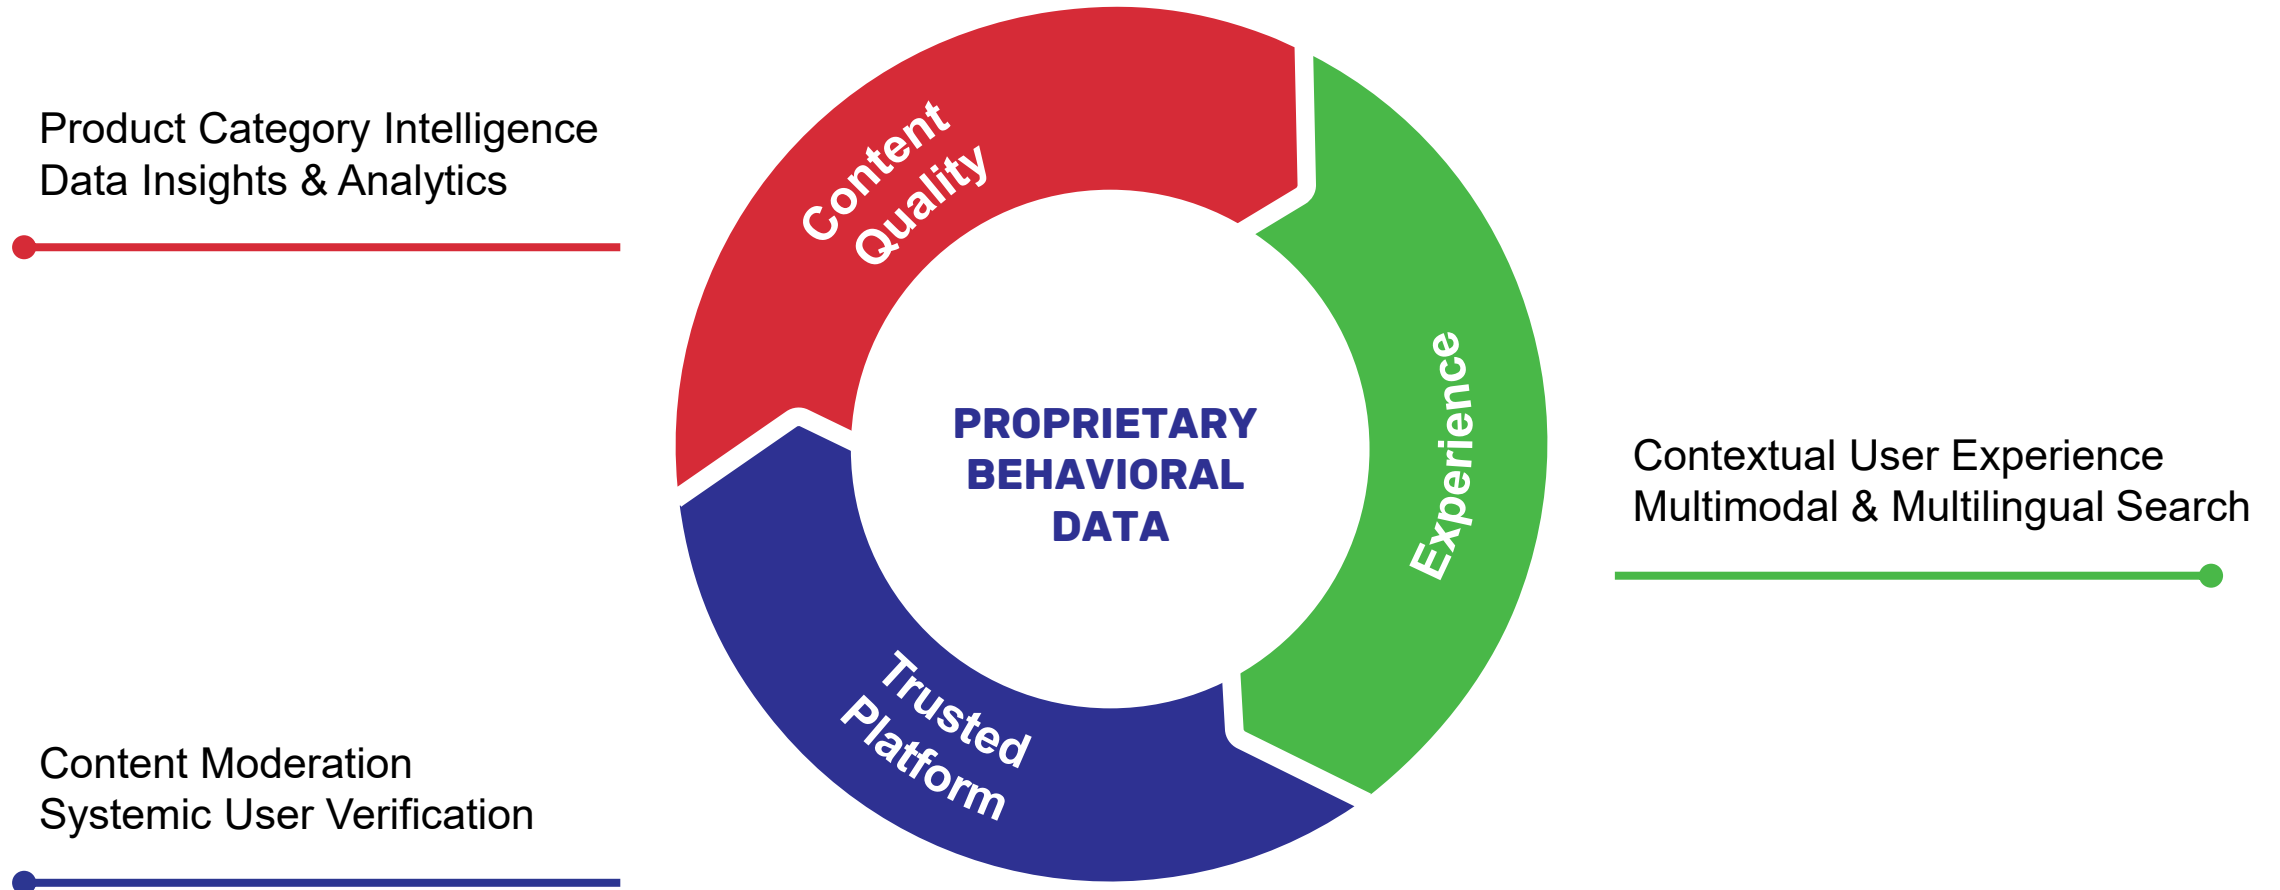 Product Category Intelligence
Data Insights & Analytics
Content
Quality
Experience
PROPRIETARY
BEHAVIORAL
DATA
Contextual User Experience
Multimodal & Multilingual Search
Trusted
Platform
Content Moderation
Systemic User Verification